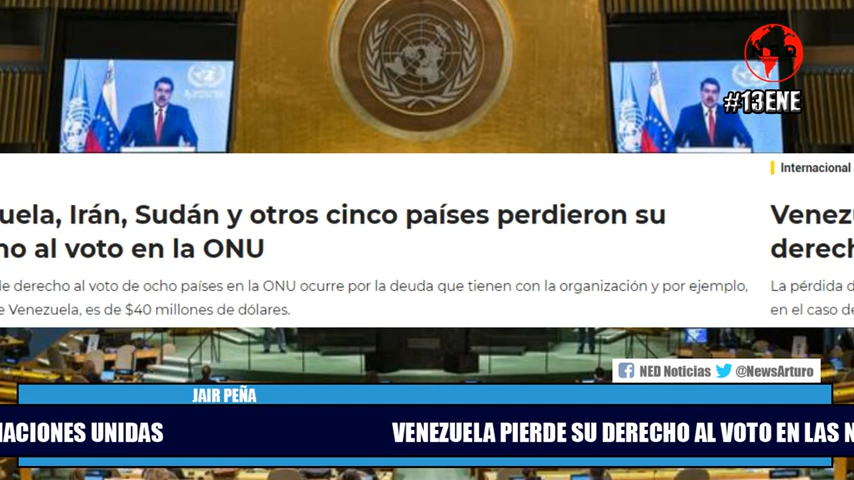 NED
#13ENE
Internacional
uela, Irán, Sudán y otros cinco países perdieron su
ho al voto en la ONU
de derecho al voto de ocho países en la ONU ocurre por la deuda que tienen con la organización y por ejemplo,
e Venezuela, es de $40 millones de dólares.
Venezu
derech
La pérdida d
en el caso de
NED Noticias @NewsArturo
JAIR PEÑA
NACIONES UNIDAS VENEZUELA PIERDE SU DERECHO AL VOTO EN LAS N